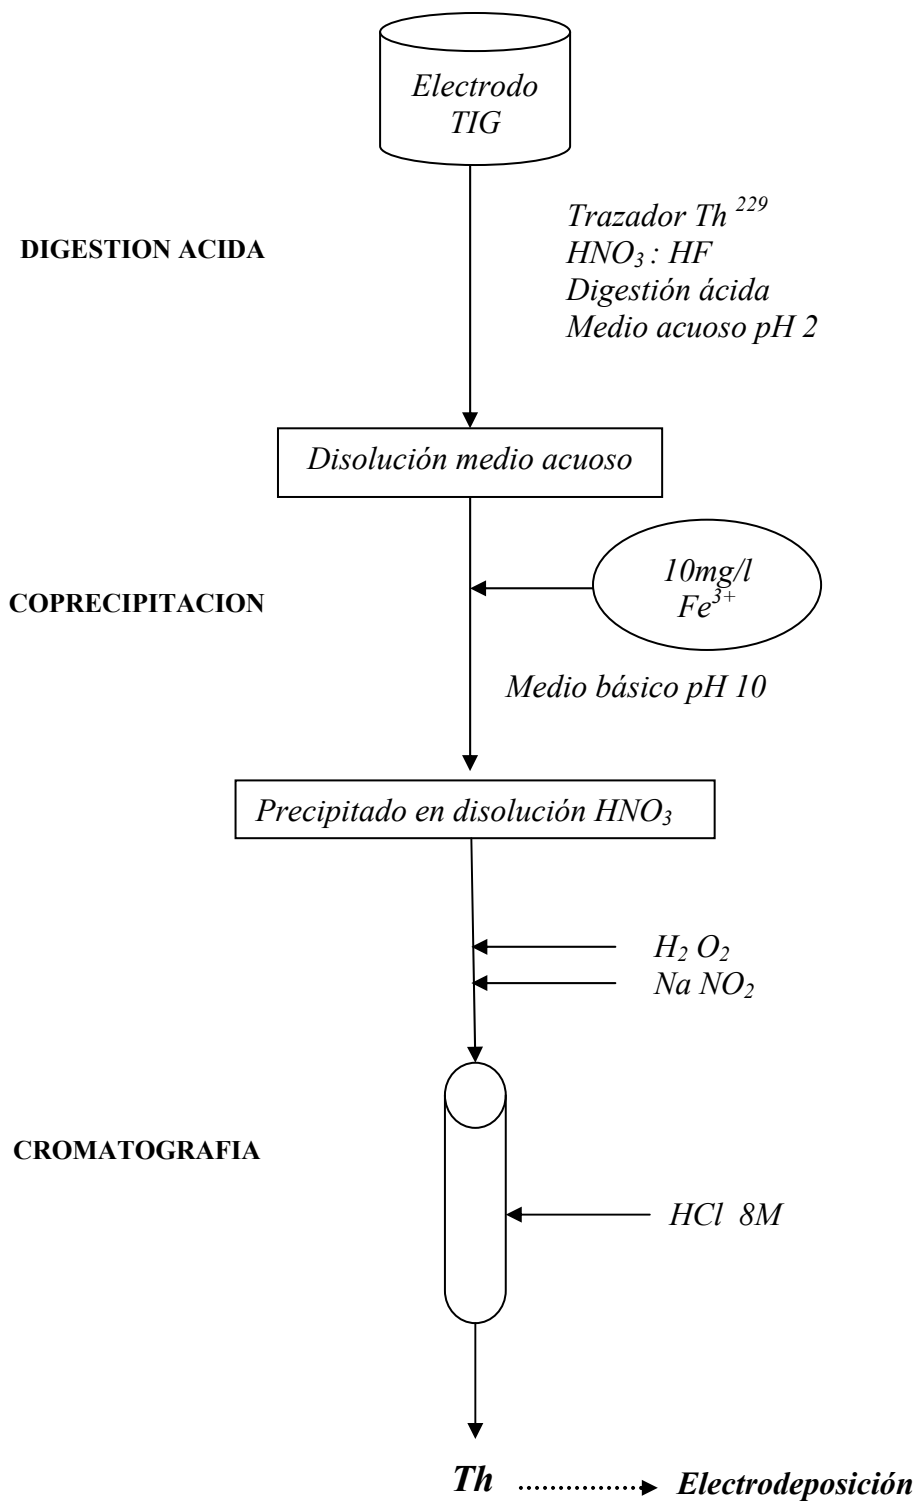 Electrodo
TIG
DIGESTION ACIDA
Trazador Th ²²⁹
HNO₃ : HF
Digestión ácida
Medio acuoso pH 2
Disolución medio acuoso
COPRECIPITACION
10mg/l
Fe³⁺
Medio básico pH 10
Precipitado en disolución HNO₃
H₂ O₂
Na NO₂
CROMATOGRAFIA
HCl 8M
Th Electrodeposición